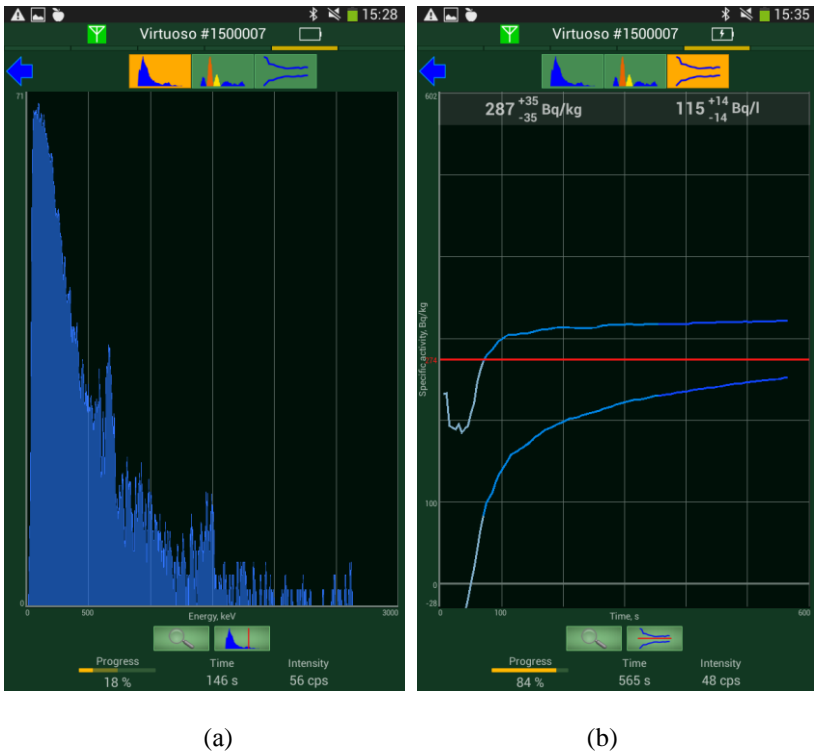 15:28
Virtuoso #1500007
71
0
0
500
3000
Energy, keV
Progress
Time
Intensity
18 %
146 s
56 cps
(a)
15:35
Virtuoso #1500007
602
287 +35 -35 Bq/kg
115 +14 -14 Bq/l
Specific activity, Bq/kg
274
100
0
-28
0
100
600
Time, s
Progress
Time
Intensity
84 %
565 s
48 cps
(b)